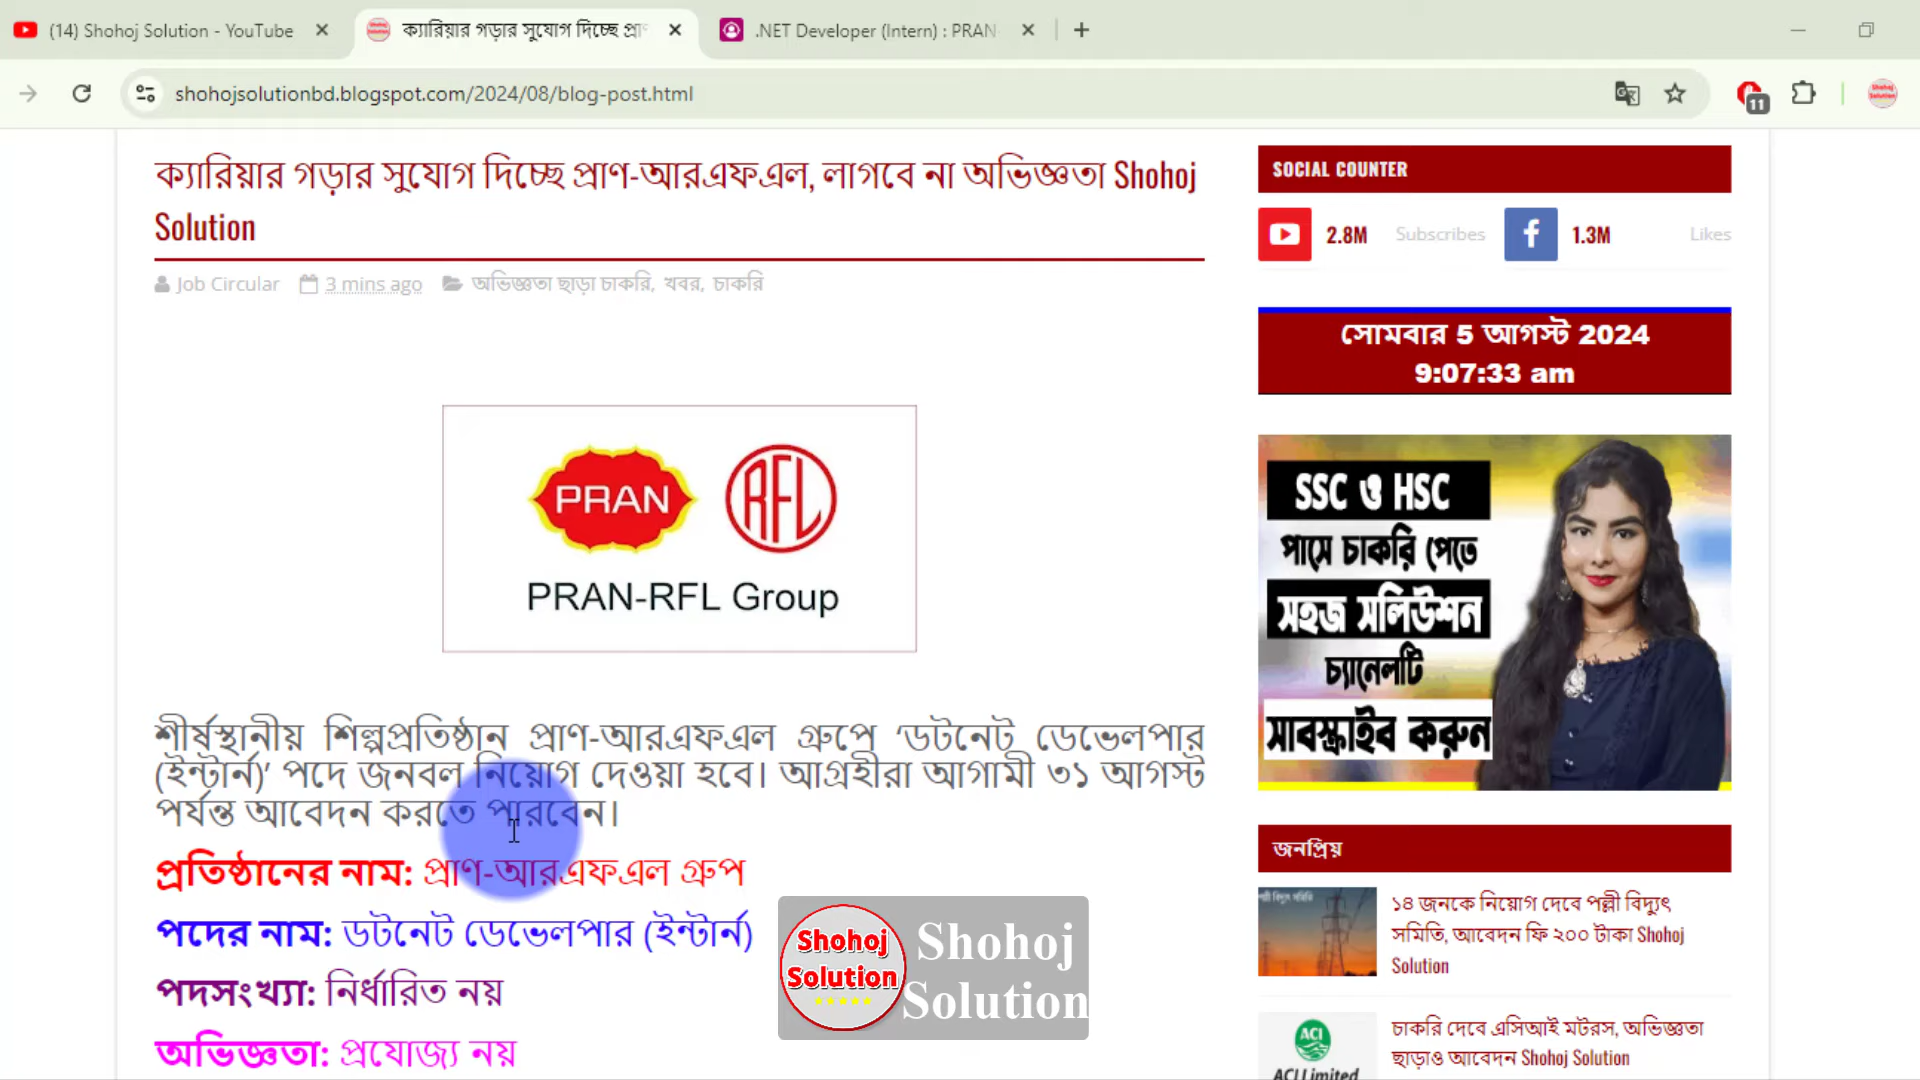 (14) Shohoj Solution - YouTube
ক্যারিয়ার গড়ার সুযোগ দিচ্ছে প্রাণ
.NET Developer (Intern) : PRAN
shohojsolutionbd.blogspot.com/2024/08/blog-post.html
11
ক্যারিয়ার গড়ার সুযোগ দিচ্ছে প্রাণ-আরএফএল, লাগবে না অভিজ্ঞতা Shohoj
Solution
Job Circular 3 mins ago অভিজ্ঞতা ছাড়া চাকরি, খবর, চাকরি
PRAN RFL
PRAN-RFL Group
শীর্ষস্থানীয় শিল্পপ্রতিষ্ঠান প্রাণ-আরএফএল গ্রুপে ‘ডটনেট ডেভেলপার
(ইন্টার্ন)’ পদে জনবল নিয়োগ দেওয়া হবে। আগ্রহীরা আগামী ৩১ আগস্ট
পর্যন্ত আবেদন করতে পারবেন।
প্রতিষ্ঠানের নাম: প্রাণ-আরএফএল গ্রুপ
পদের নাম: ডটনেট ডেভেলপার (ইন্টার্ন)
পদসংখ্যা: নির্ধারিত নয়
অভিজ্ঞতা: প্রযোজ্য নয়
Shohoj
Solution
Shohoj
Solution
SOCIAL COUNTER
2.8M Subscribes 1.3M Likes
সোমবার 5 আগস্ট 2024
9:07:33 am
SSC ও HSC
পাসে চাকরি পেতে
সহজ সলিউশন
চ্যানেলটি
সাবস্ক্রাইব করুন
জনপ্রিয়
১৪ জনকে নিয়োগ দেবে পল্লী বিদ্যুৎ
সমিতি, আবেদন ফি ২০০ টাকা Shohoj
Solution
ACI
ACI Limited
চাকরি দেবে এসিআই মটরস, অভিজ্ঞতা
ছাড়াও আবেদন Shohoj Solution